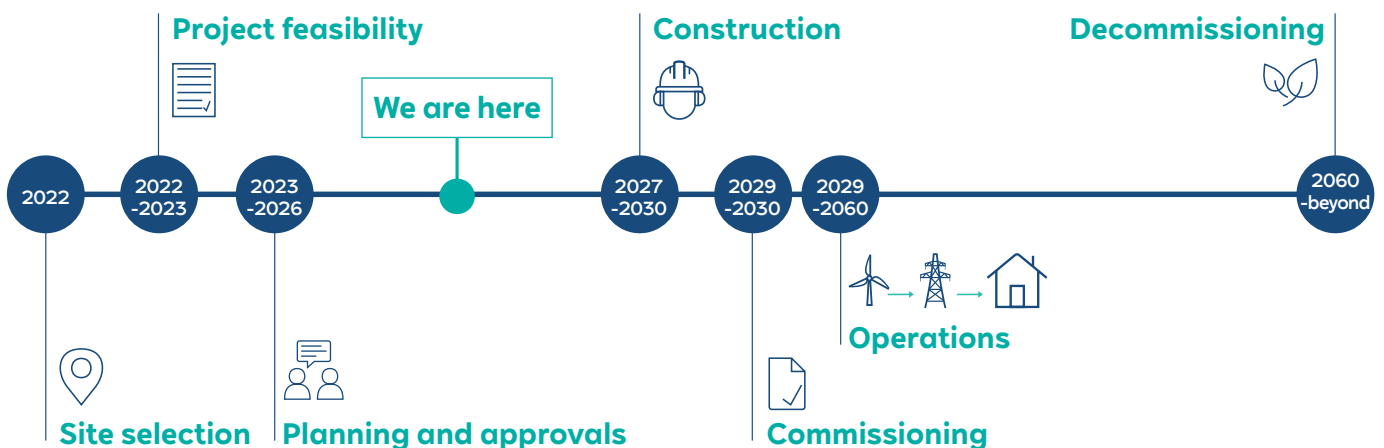 Project feasibility
Construction
Decommissioning
We are here
2022
2022
-2023
2023
-2026
2027
-2030
2029
-2030
2029
-2060
2060
-beyond
Operations
Site selection
Planning and approvals
Commissioning